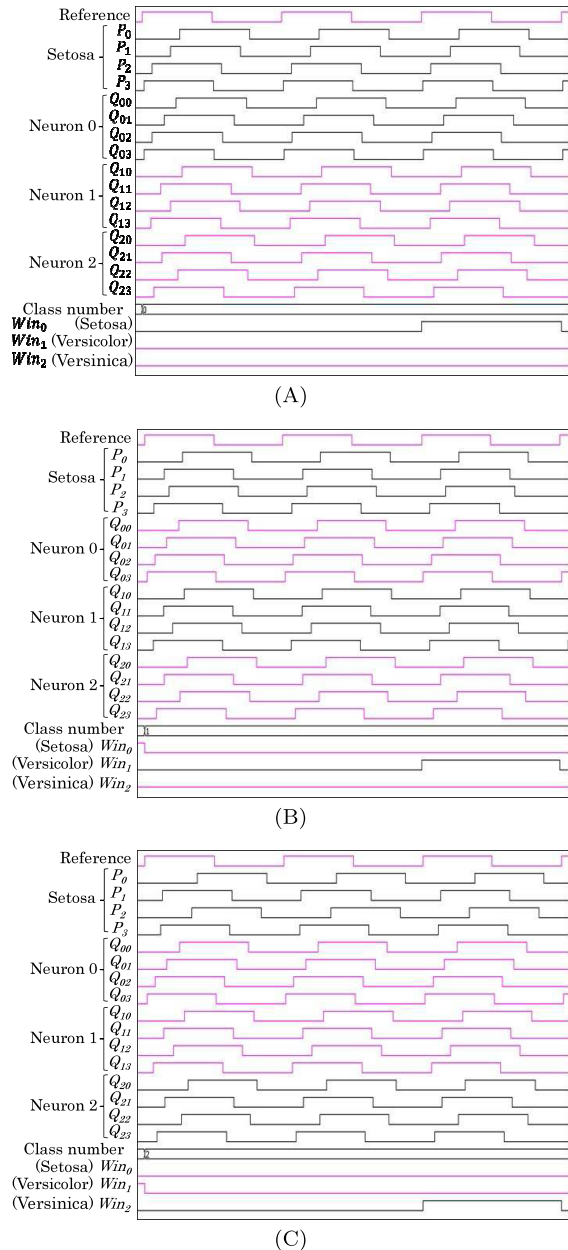 Reference
Setosa
P0
P1
P2
P3
Neuron 0
Q00
Q01
Q02
Q03
Neuron 1
Q10
Q11
Q12
Q13
Neuron 2
Q20
Q21
Q22
Q23
Class number
Win0 (Setosa)
Win1 (Versicolor)
Win2 (Versinica)
(A)
Reference
Setosa
P0
P1
P2
P3
Neuron 0
Q00
Q01
Q02
Q03
Neuron 1
Q10
Q11
Q12
Q13
Neuron 2
Q20
Q21
Q22
Q23
Class number
(Setosa) Win0
(Versicolor) Win1
(Versinica) Win2
(B)
Reference
Setosa
P0
P1
P2
P3
Neuron 0
Q00
Q01
Q02
Q03
Neuron 1
Q10
Q11
Q12
Q13
Neuron 2
Q20
Q21
Q22
Q23
Class number
(Setosa) Win0
(Versicolor) Win1
(Versinica) Win2
(C)